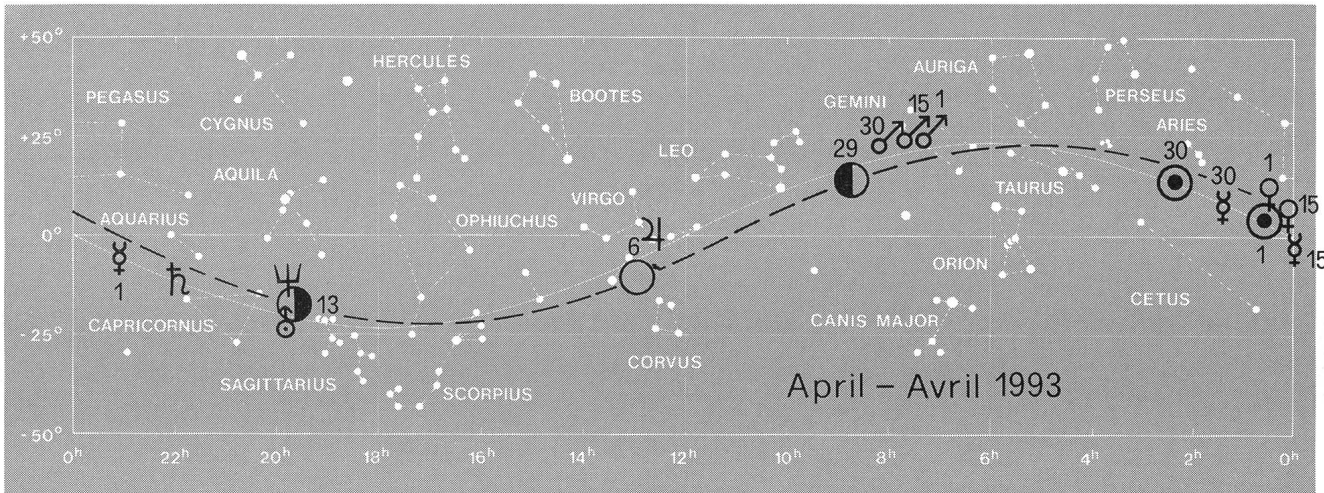 +50°
HERCULES
AURIGA
PEGASUS
BOOTES
GEMINI
15 1
PERSEUS
CYGNUS
30
ARIES
+25°
LEO
29
30
AQUILA
30
1
VIRGO
TAURUS
AQUARIUS
OPHIUCHUS
15
0°
6
1
15
1
ORION
13
CETUS
CAPRICORNUS
CANIS MAJOR
-25°
CORVUS
SAGITTARIUS
SCORPIUS
April – Avril 1993
-50°
0h 22h 20h 18h 16h 14h 12h 10h 8h 6h 4h 2h 0h